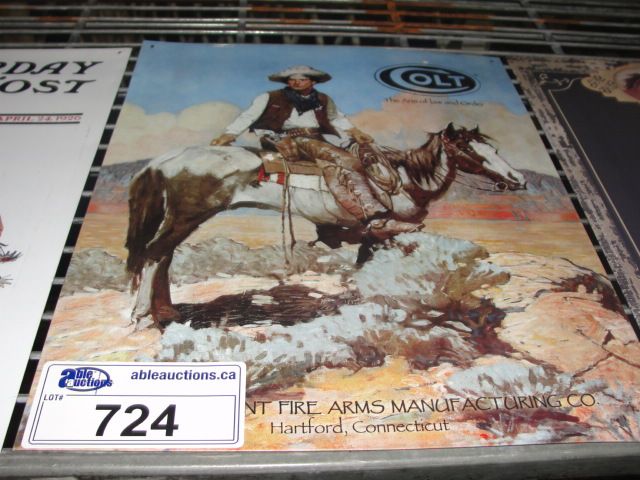 RDAY
OST
APRIL 24, 1926
COLT
The Arm of Law and Order
able
auctions
ableauctions.ca
LOT#
724
NT FIRE ARMS MANUFACTURING CO.
Hartford, Connecticut